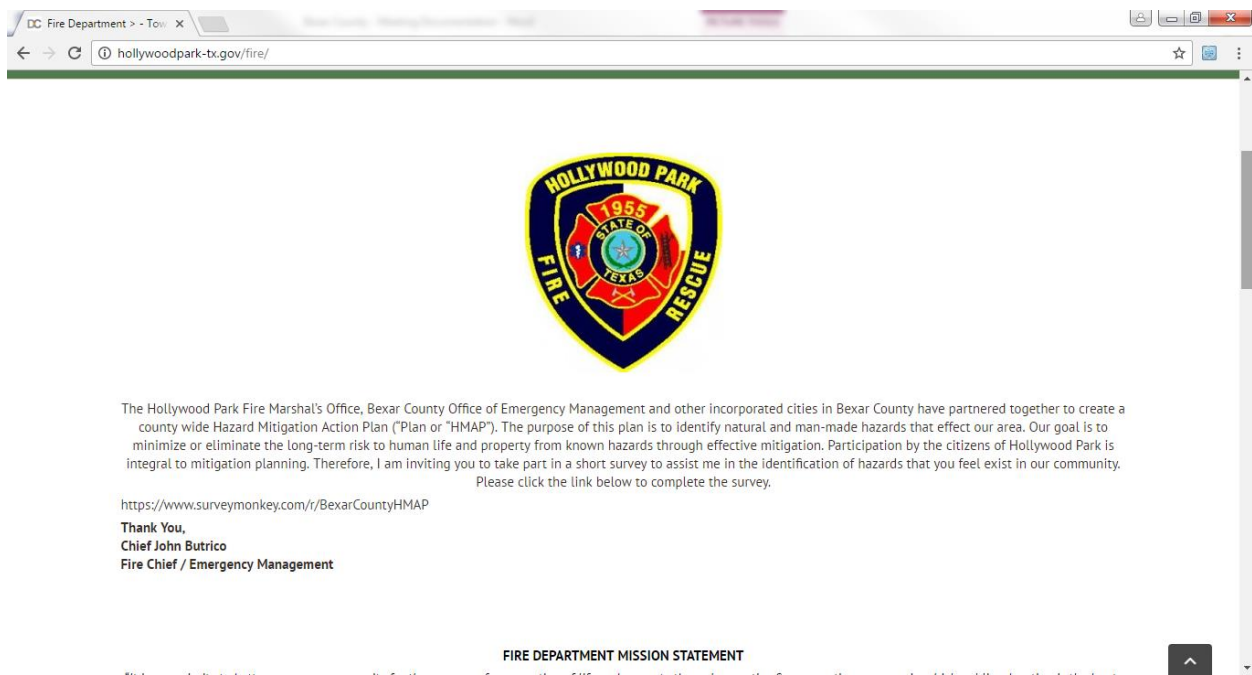 DC Fire Department > - Tow
hollywoodpark-tx.gov/fire/
HOLLYWOOD PARK
1955
STATE OF
TEXAS
FIRE
RESCUE
The Hollywood Park Fire Marshal's Office, Bexar County Office of Emergency Management and other incorporated cities in Bexar County have partnered together to create a
county wide Hazard Mitigation Action Plan ("Plan or "HMAP"). The purpose of this plan is to identify natural and man-made hazards that effect our area. Our goal is to
minimize or eliminate the long-term risk to human life and property from known hazards through effective mitigation. Participation by the citizens of Hollywood Park is
integral to mitigation planning. Therefore, I am inviting you to take part in a short survey to assist me in the identification of hazards that you feel exist in our community.
Please click the link below to complete the survey.
https://www.surveymonkey.com/r/BexarCountyHMAP
Thank You,
Chief John Butrico
Fire Chief / Emergency Management
FIRE DEPARTMENT MISSION STATEMENT